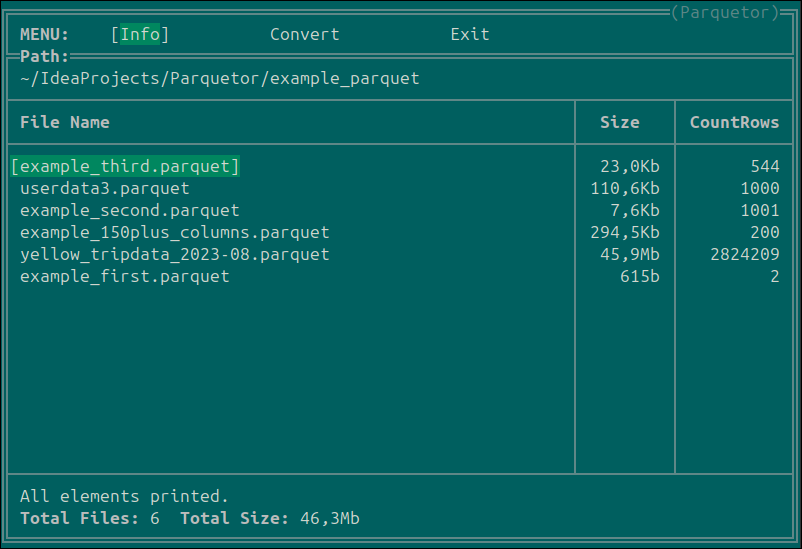 (Parquetor)
MENU: [Info] Convert Exit
Path:
~/IdeaProjects/Parquetor/example_parquet
File Name Size CountRows
[example_third.parquet] 23,0Kb 544
userdata3.parquet 110,6Kb 1000
example_second.parquet 7,6Kb 1001
example_150plus_columns.parquet 294,5Kb 200
yellow_tripdata_2023-08.parquet 45,9Mb 2824209
example_first.parquet 615b 2
All elements printed.
Total Files: 6 Total Size: 46,3Mb